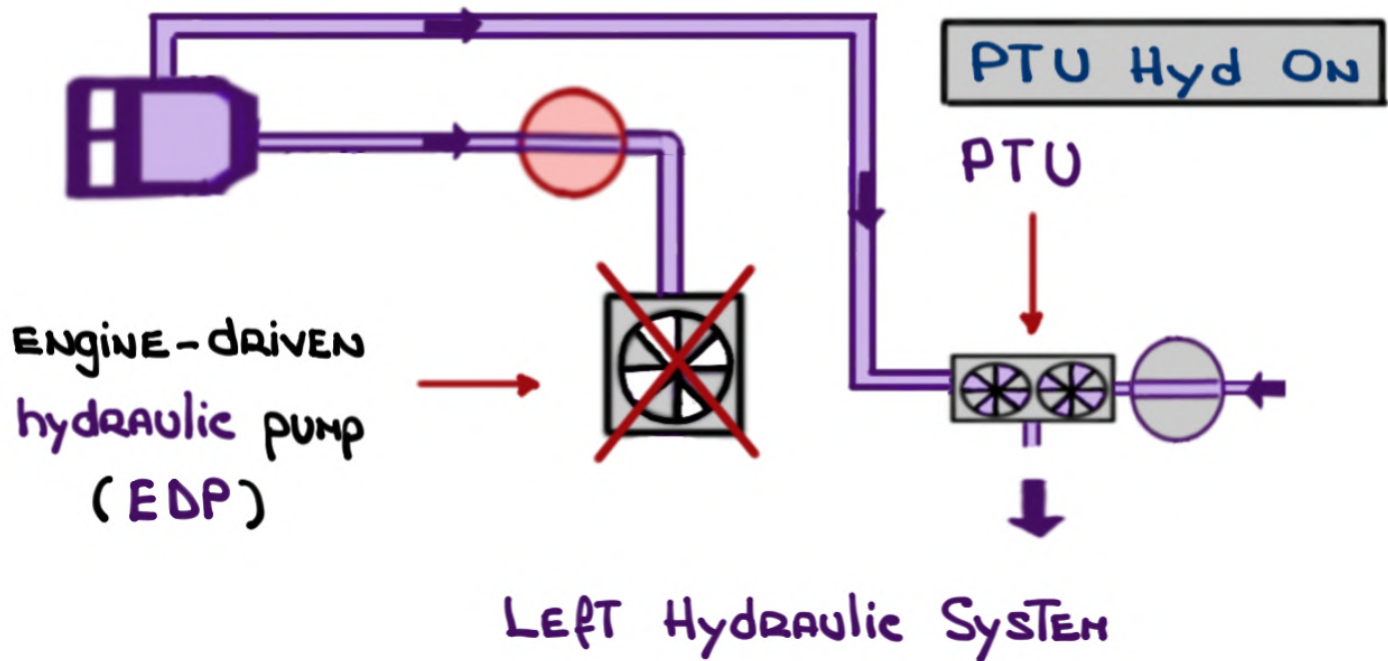 PTU Hyd ON
PTU
ENgiNE-dRiVEN
hydRAulic pump
(EDP)
LEfT HydRAulic SySTEM